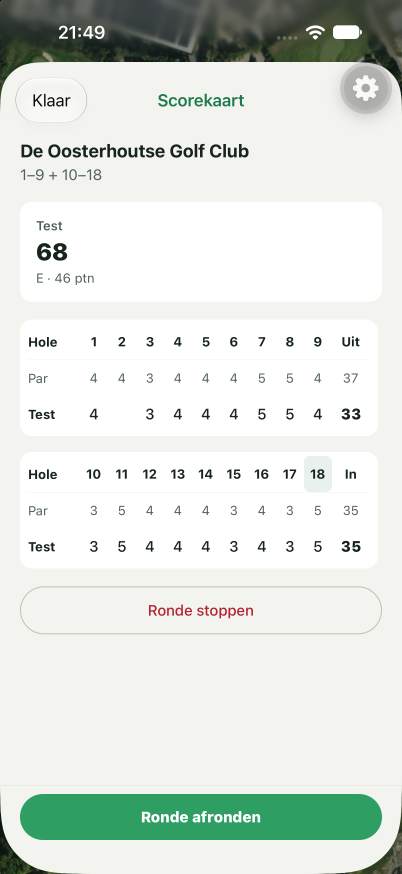 21:49
Klaar
Scorekaart
De Oosterhoutse Golf Club
1–9 + 10–18
Test
68
E · 46 ptn
Hole 1 2 3 4 5 6 7 8 9 Uit
Par 4 4 3 4 4 4 5 5 4 37
Test 4 3 4 4 4 5 5 4 33
Hole 10 11 12 13 14 15 16 17 18 In
Par 3 5 4 4 4 3 4 3 5 35
Test 3 5 4 4 4 3 4 3 5 35
Ronde stoppen
Ronde afronden